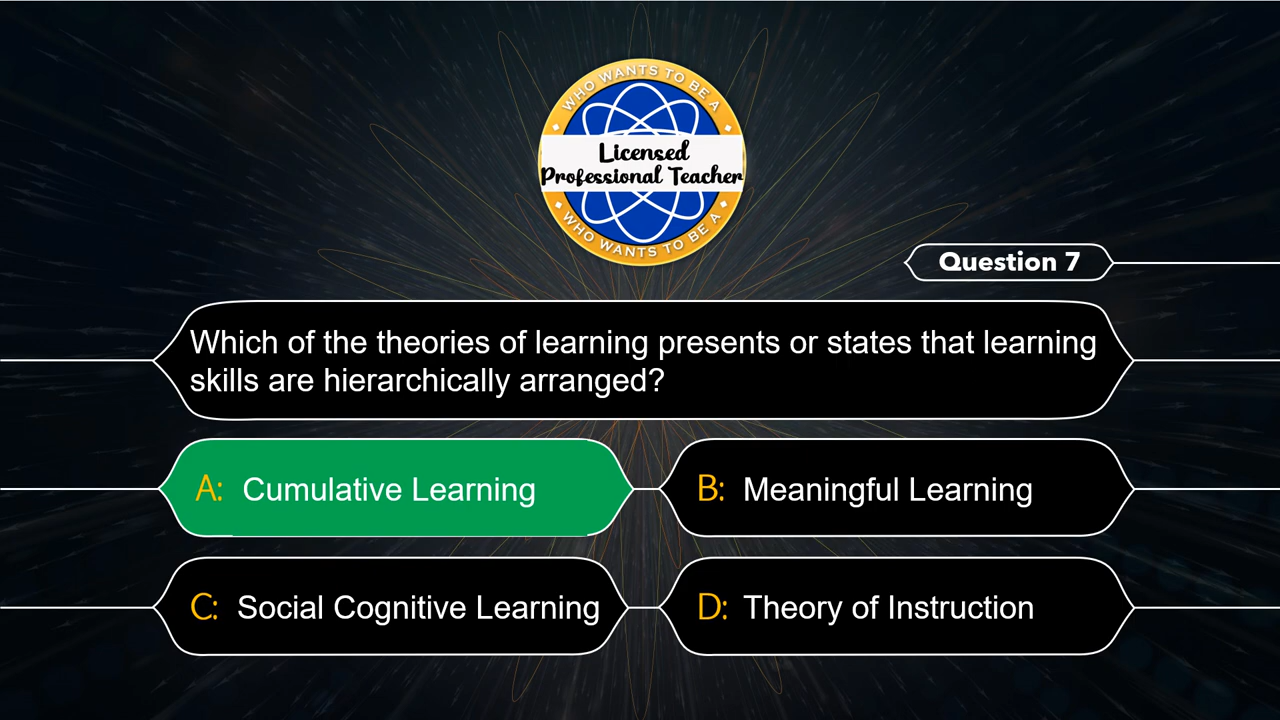 WHO WANTS TO BE A
Licensed
Professional Teacher
WHO WANTS TO BE A
Question 7
Which of the theories of learning presents or states that learning
skills are hierarchically arranged?
A: Cumulative Learning
B: Meaningful Learning
C: Social Cognitive Learning
D: Theory of Instruction